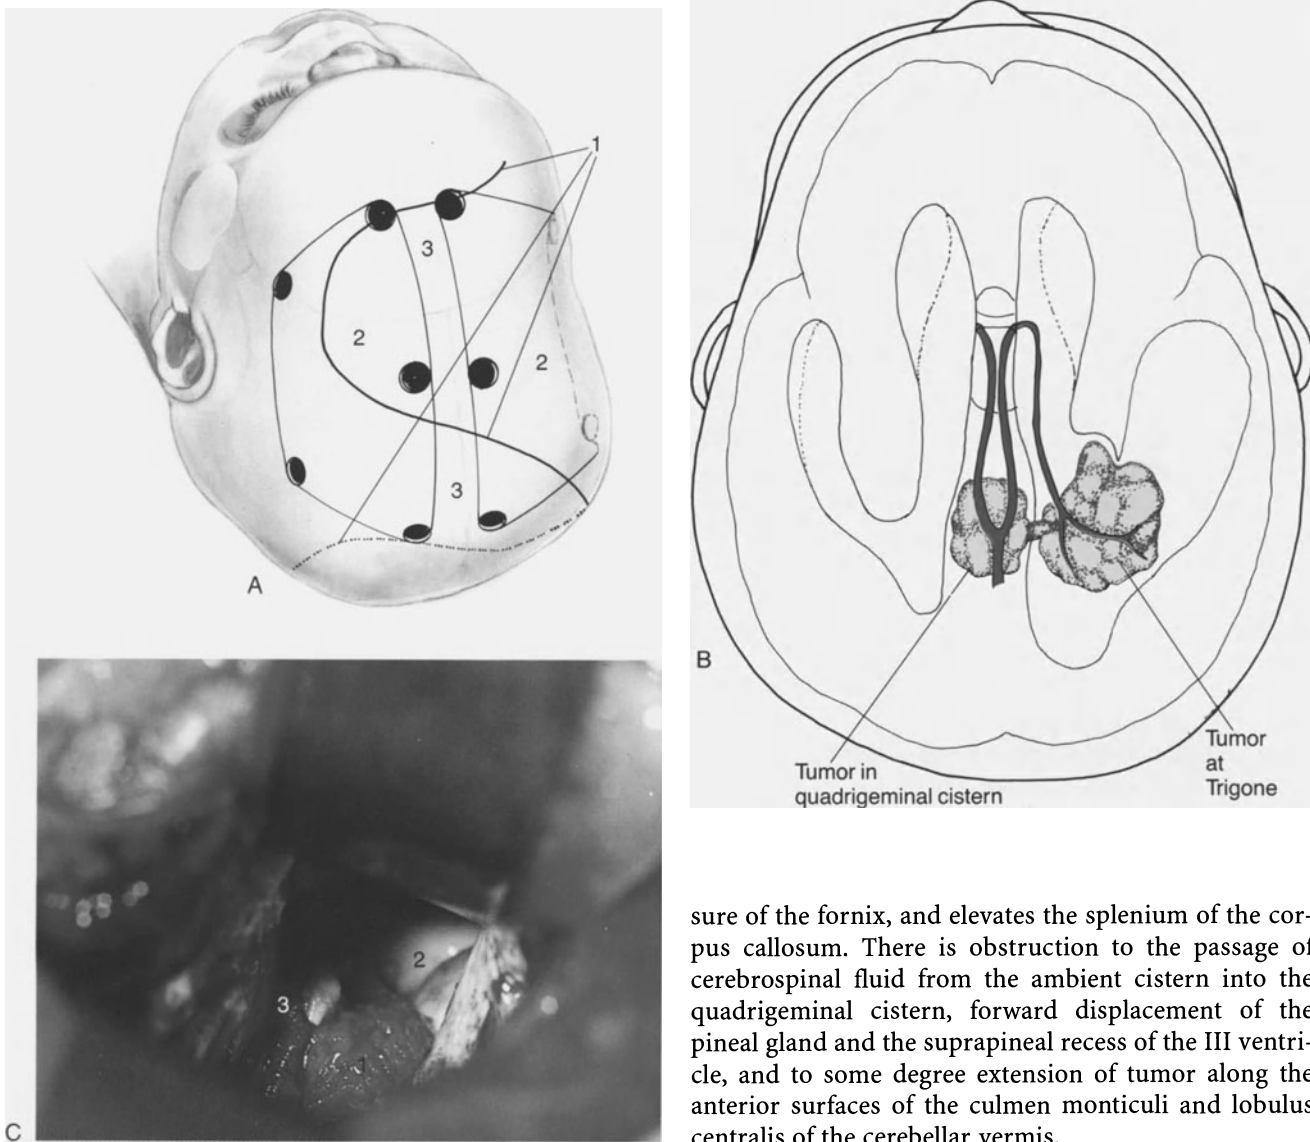 1
3
2
2
3
A
B
Tumor in
quadrigeminal cistern
Tumor
at
Trigone
2
3
1
C
sure of the fornix, and elevates the splenium of the cor-
pus callosum. There is obstruction to the passage of
cerebrospinal fluid from the ambient cistern into the
quadrigeminal cistern, forward displacement of the
pineal gland and the suprapineal recess of the III ventri-
cle, and to some degree extension of tumor along the
anterior surfaces of the culmen monticuli and lobulus
centralis of the cerebellar vermis.